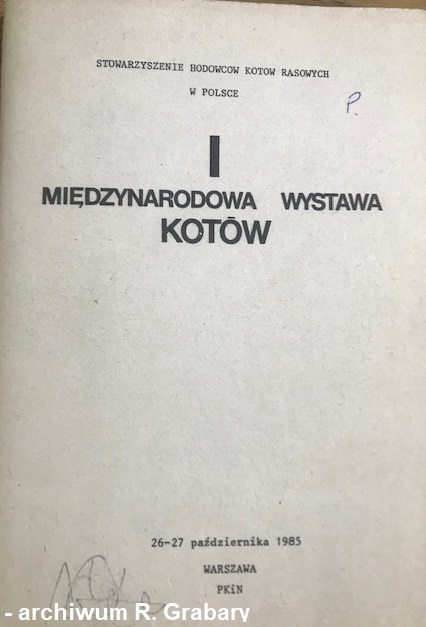 STOWARZYSZENIE HODOWCOW KOTOW RASOWYCH
W POLSCE
P.
I
MIĘDZYNARODOWA WYSTAWA
KOTÓW
26-27 października 1985
WARSZAWA
PKiN
- archiwum R. Grabary